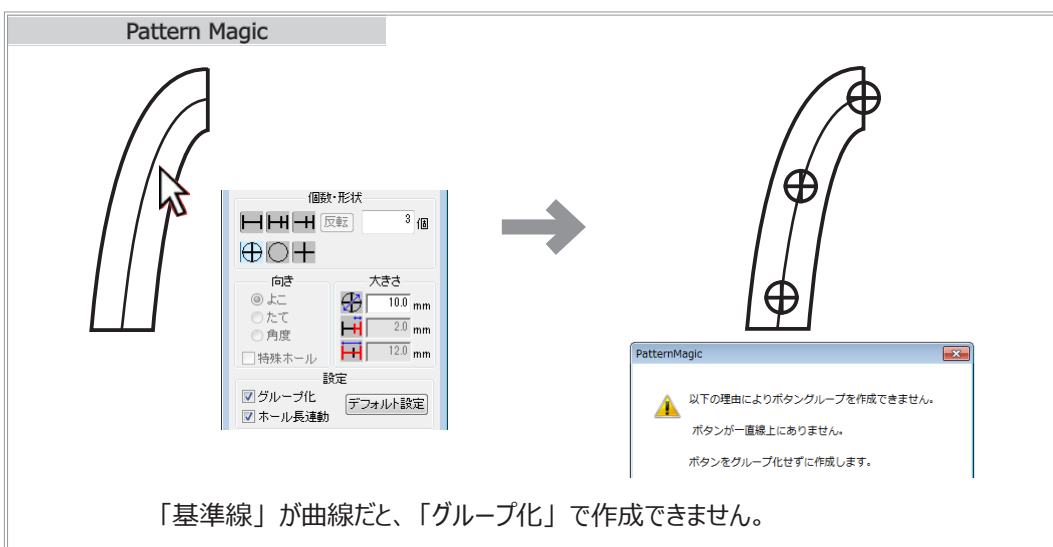 Pattern Magic
個数・形状
反転
3 個
向き
大きさ
よこ
10.0 mm
たて
2.0 mm
角度
12.0 mm
特殊ホール
設定
グループ化
デフォルト設定
ホール長連動
PatternMagic
以下の理由によりボタングループを作成できません。
ボタンが一直線上にありません。
ボタンをグループ化せずに作成します。
「基準線」が曲線だと、「グループ化」で作成できません。